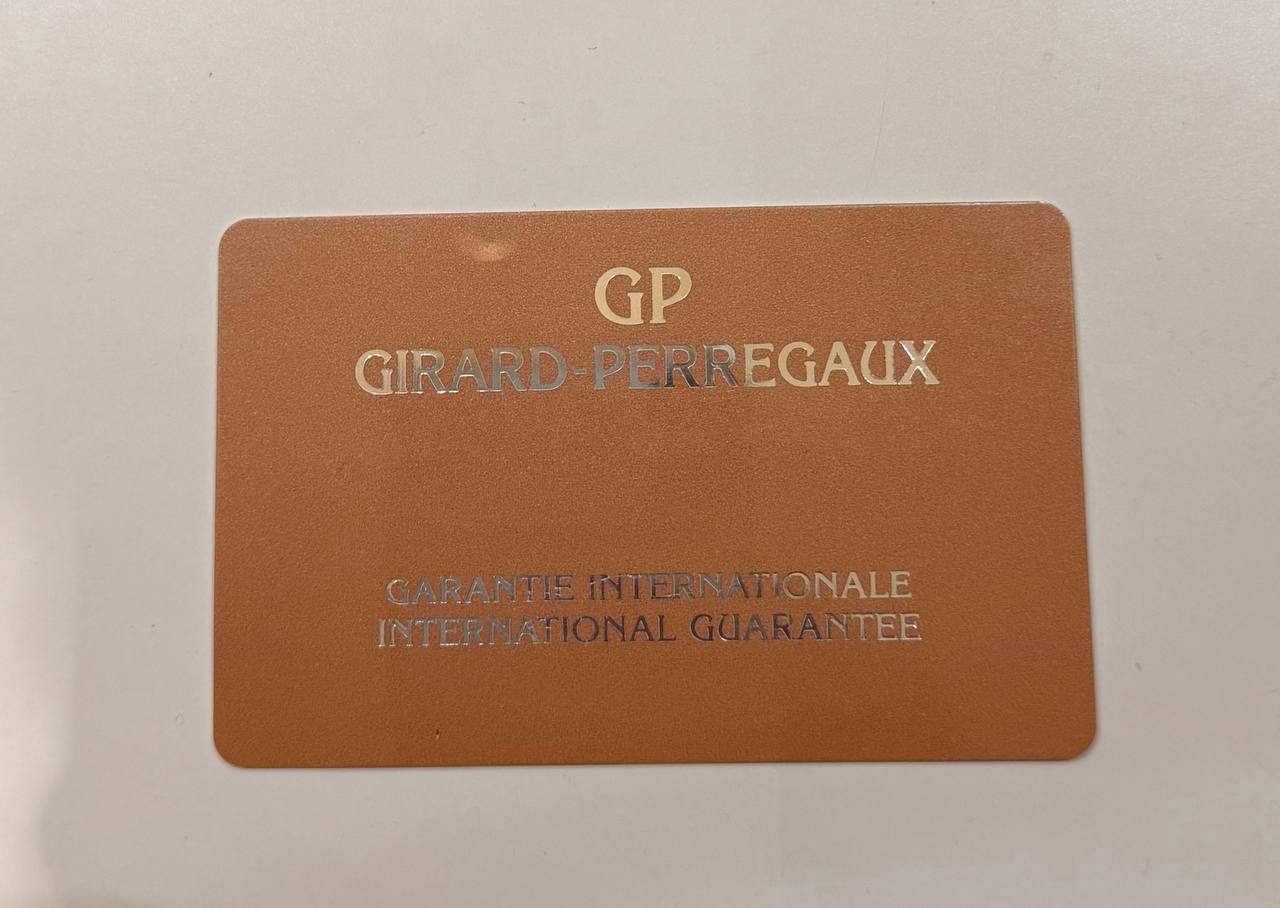 GP
GIRARD-PERREGAUX
GARANTIE INTERNATIONALE
INTERNATIONAL GUARANTEE